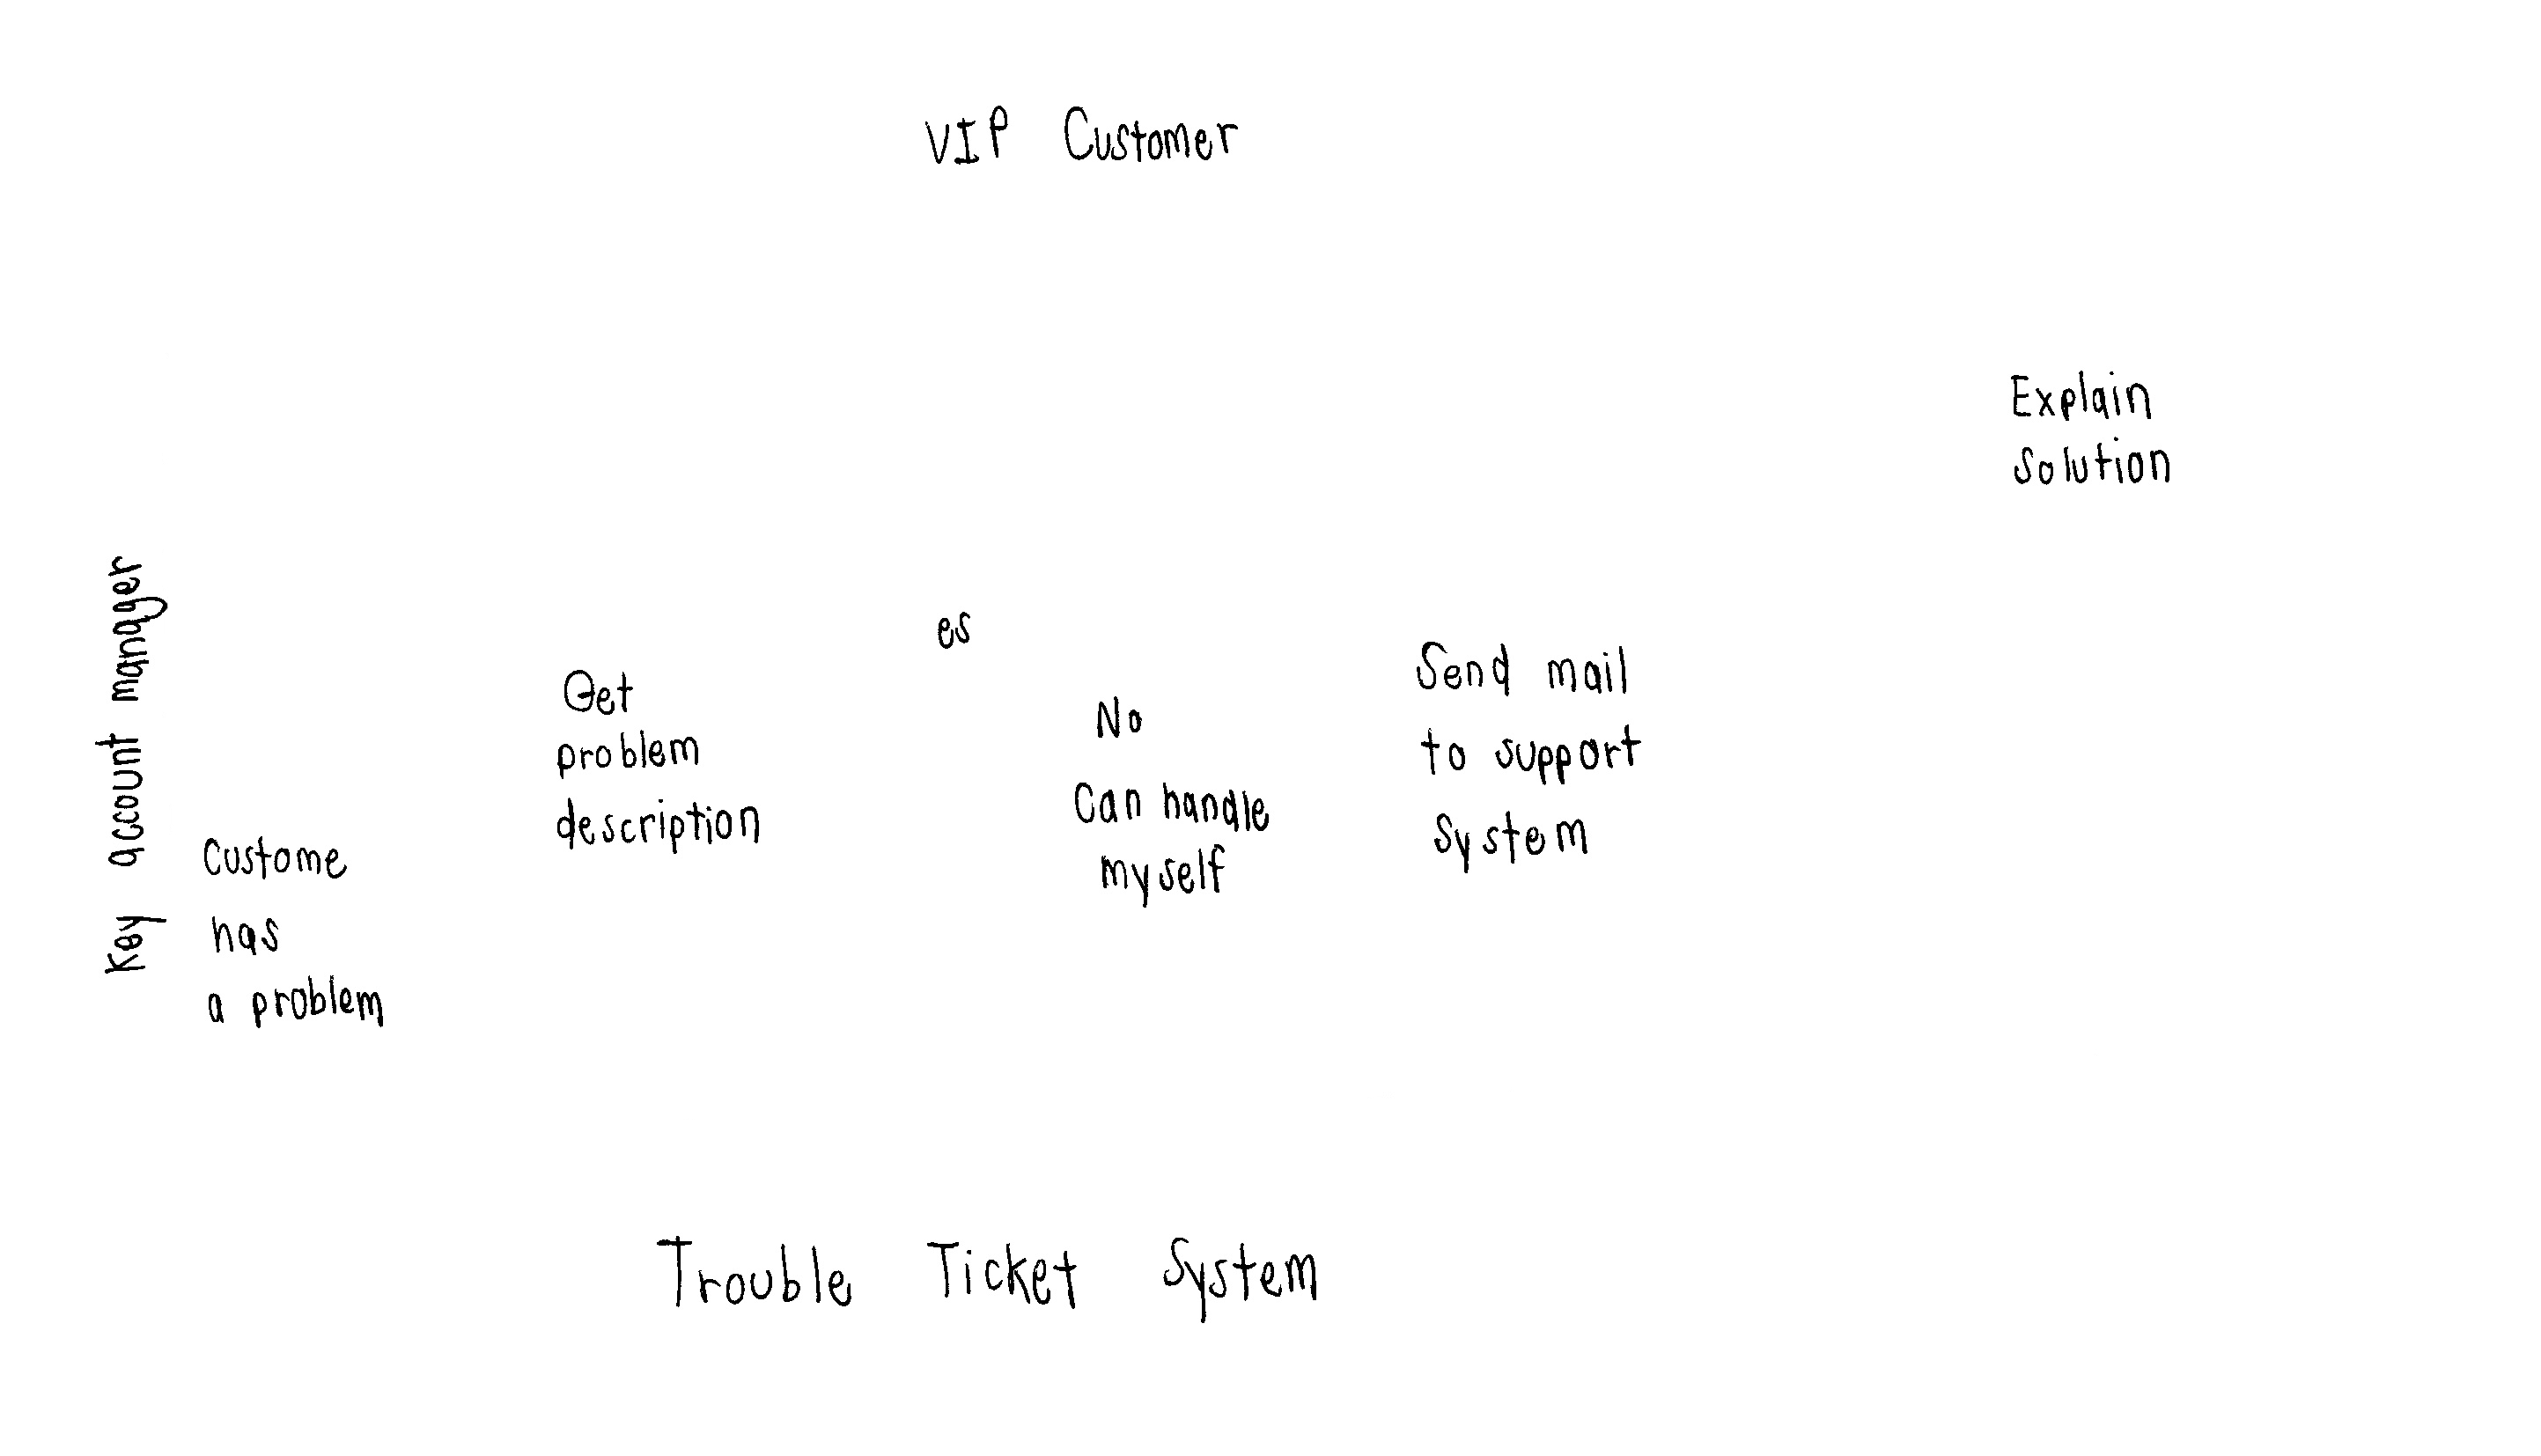 VIP Customer
Explain
Solution
Key account manager
es
Get
problem
description
No
Can handle
myself
Send mail
to support
System
Custome
has
a problem
Trouble Ticket System